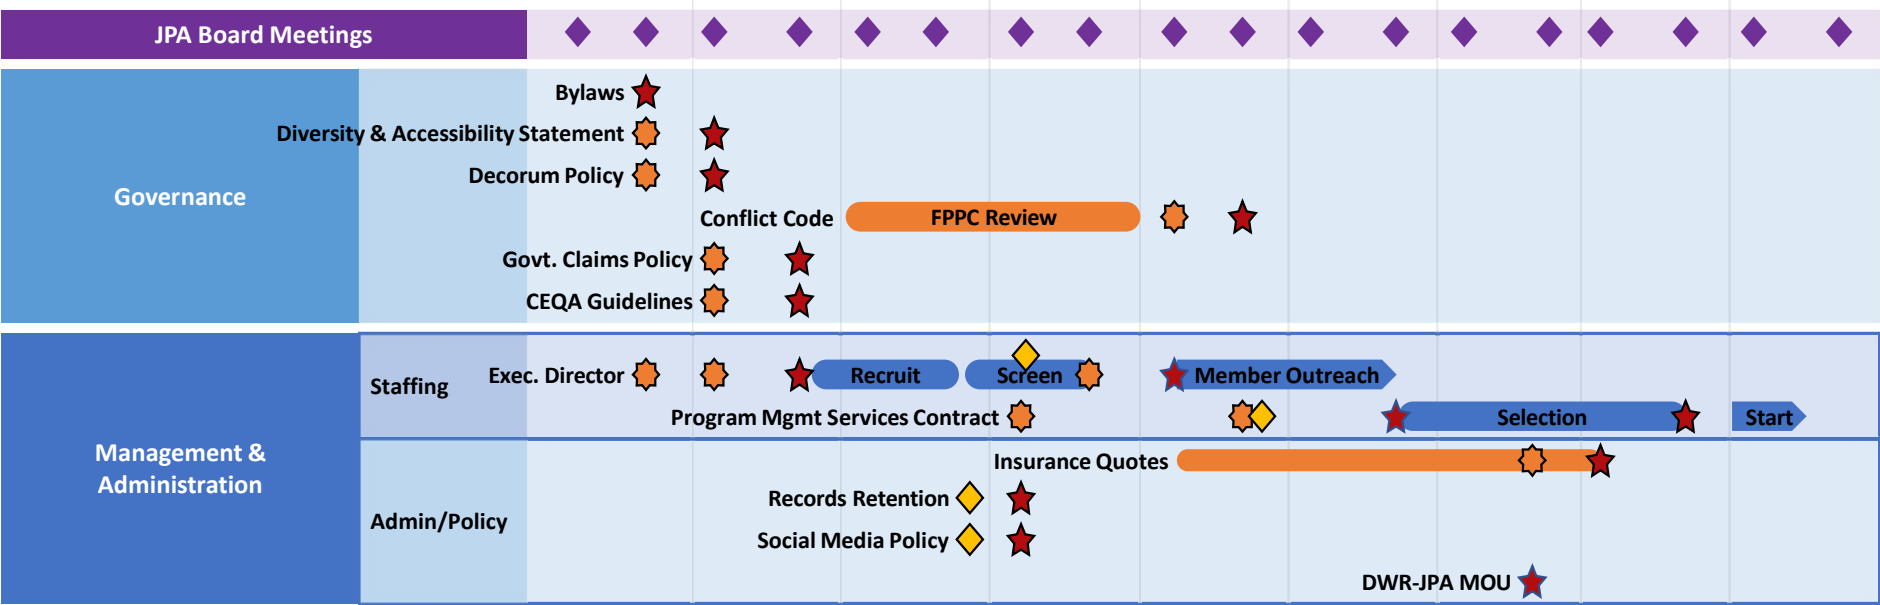 JPA Board Meetings
Bylaws
Diversity & Accessibility Statement
Decorum Policy
Governance
Conflict Code
FPPC Review
Govt. Claims Policy
CEQA Guidelines
Staffing
Exec. Director
Recruit
Screen
Member Outreach
Program Mgmt Services Contract
Selection
Start
Management &
Administration
Insurance Quotes
Records Retention
Admin/Policy
Social Media Policy
DWR-JPA MOU